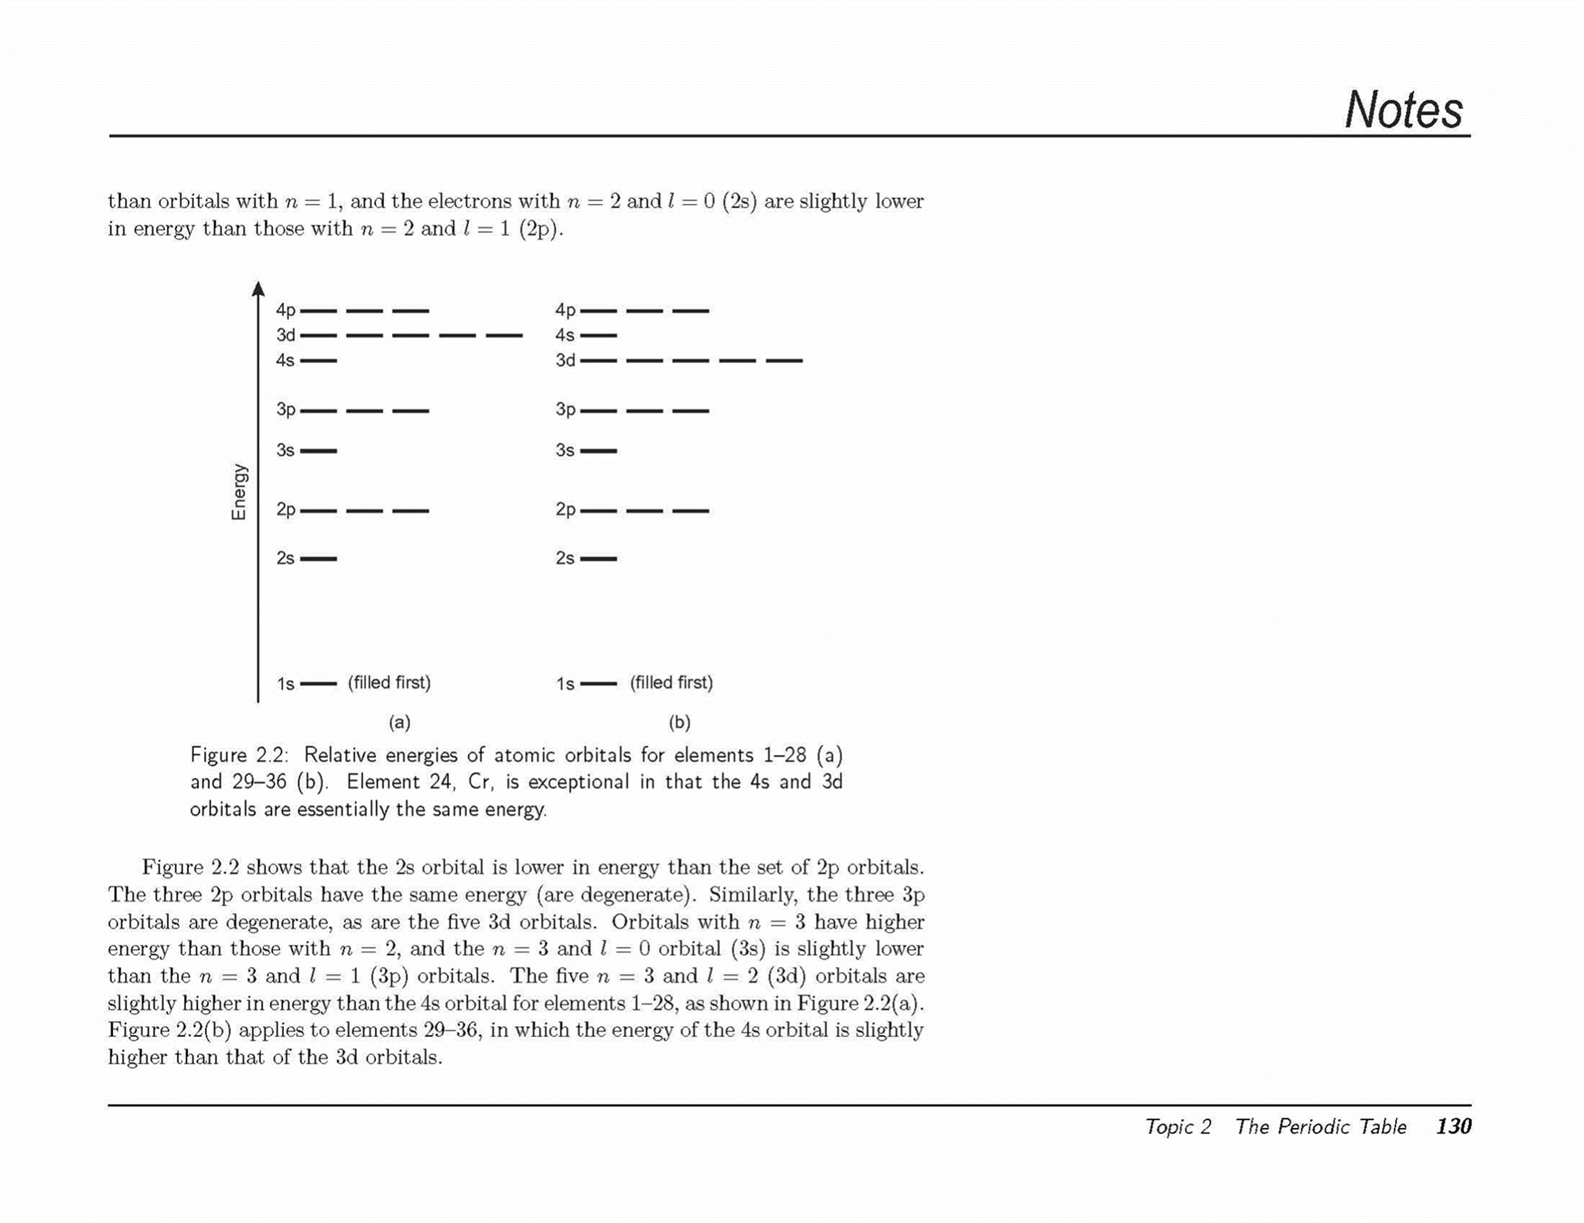 Notes
than orbitals with n = 1, and the electrons with n = 2 and l = 0 (2s) are slightly lower
in energy than those with n = 2 and l = 1 (2p).
Energy
4p
3d
4s
3p
3s
2p
2s
1s (filled first)
(a)
4p
4s
3d
3p
3s
2p
2s
1s (filled first)
(b)
Figure 2.2: Relative energies of atomic orbitals for elements 1–28 (a)
and 29–36 (b). Element 24, Cr, is exceptional in that the 4s and 3d
orbitals are essentially the same energy.
Figure 2.2 shows that the 2s orbital is lower in energy than the set of 2p orbitals.
The three 2p orbitals have the same energy (are degenerate). Similarly, the three 3p
orbitals are degenerate, as are the five 3d orbitals. Orbitals with n = 3 have higher
energy than those with n = 2, and the n = 3 and l = 0 orbital (3s) is slightly lower
than the n = 3 and l = 1 (3p) orbitals. The five n = 3 and l = 2 (3d) orbitals are
slightly higher in energy than the 4s orbital for elements 1–28, as shown in Figure 2.2(a).
Figure 2.2(b) applies to elements 29–36, in which the energy of the 4s orbital is slightly
higher than that of the 3d orbitals.
Topic 2 The Periodic Table 130